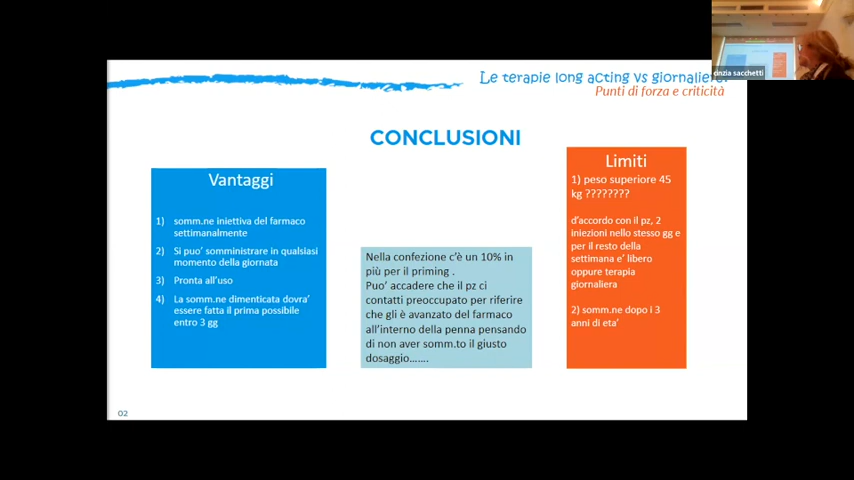 Le terapie long acting vs giornaliera:
Punti di forza e criticità
cinzia sacchetti
CONCLUSIONI
Vantaggi
1) somm.ne iniettiva del farmaco
settimanalmente
2) Si puo' somministrare in qualsiasi
momento della giornata
3) Pronta all'uso
4) La somm.ne dimenticata dovra'
essere fatta il prima possibile
entro 3 gg
Nella confezione c'è un 10% in
più per il priming .
Puo' accadere che il pz ci
contatti preoccupato per riferire
che gli è avanzato del farmaco
all'interno della penna pensando
di non aver somm.to il giusto
dosaggio…….
Limiti
1) peso superiore 45
kg ????????
d'accordo con il pz, 2
iniezioni nello stesso gg e
per il resto della
settimana e' libero
oppure terapia
giornaliera
2) somm.ne dopo i 3
anni di eta'
02